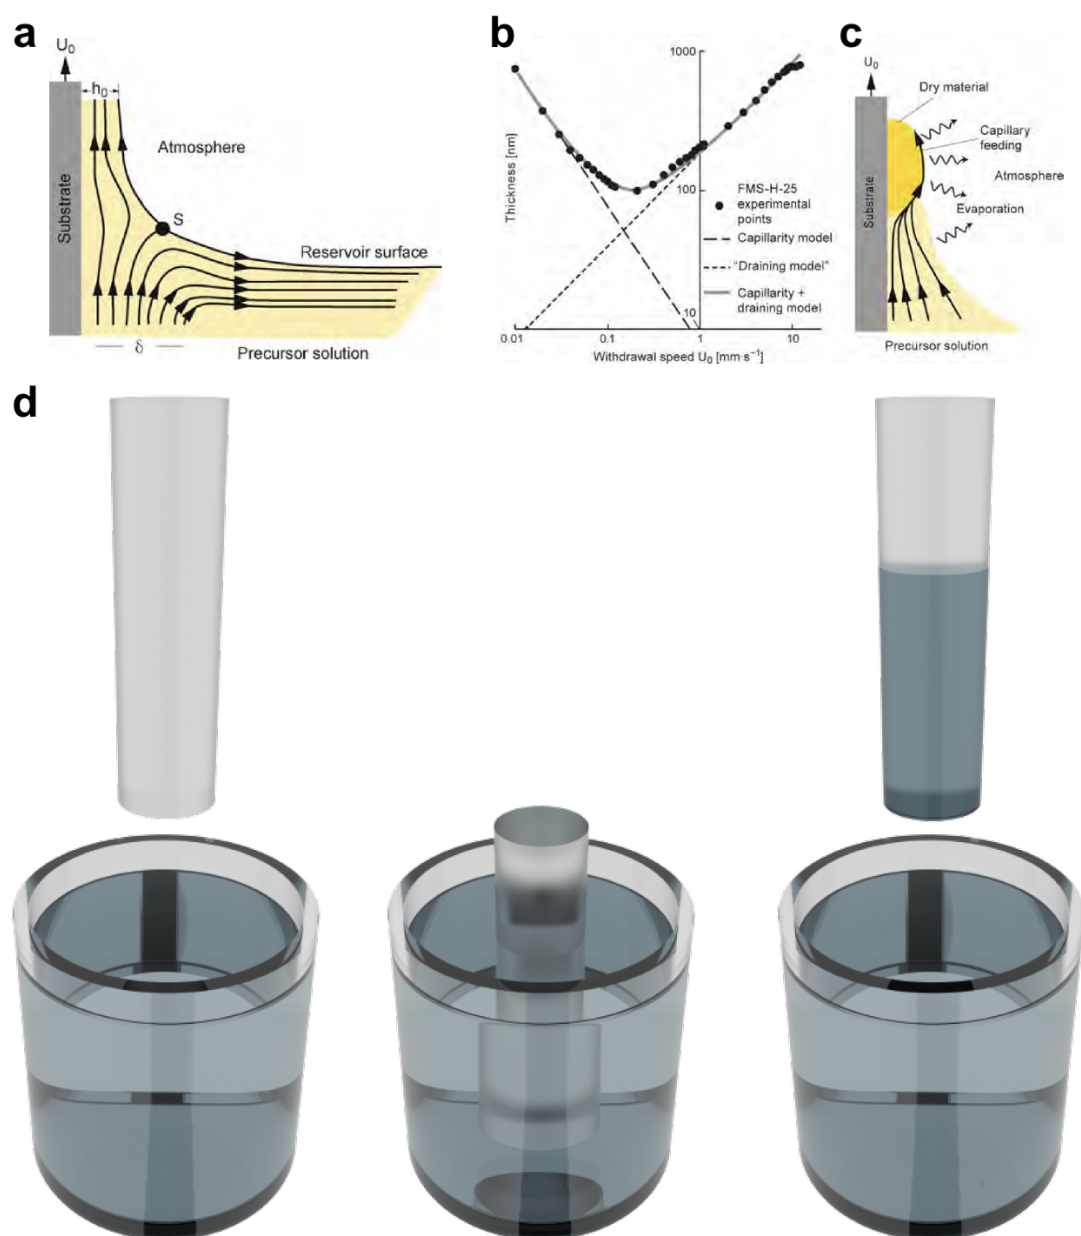 a
U₀
h₀
Atmosphere
Substrate
S
Reservoir surface
δ
Precursor solution
b
1000
Thickness [nm]
100
FMS-H-25
experimental
points
Capillarity model
"Draining model"
Capillarity +
draining model
10
0.01
0.1
1
10
Withdrawal speed U₀ [mm·s⁻¹]
c
U₀
Dry material
Capillary
feeding
Atmosphere
Substrate
Evaporation
Precursor solution
d